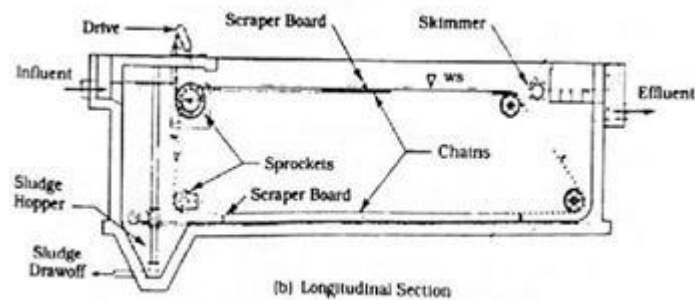 Drive
Scraper Board
Skimmer
Influent
ws
Effluent
Sprockets
Chains
Sludge
Hopper
Scraper Board
Sludge
Drawoff
(b) Longitudinal Section